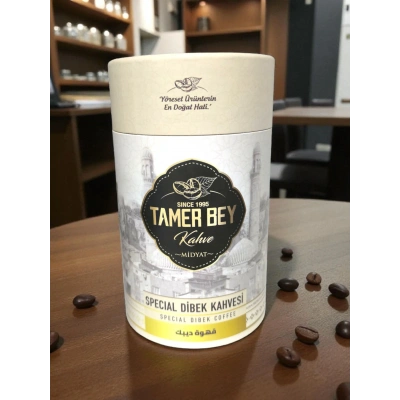 'Yöresel Ürünlerin
En Doğal Hali.'
SINCE 1995
TAMER BEY
Kahve
MİDYAT
SPECIAL DİBEK KAHVESİ
SPECIAL DIBEK COFFEE
قهوة دبيك